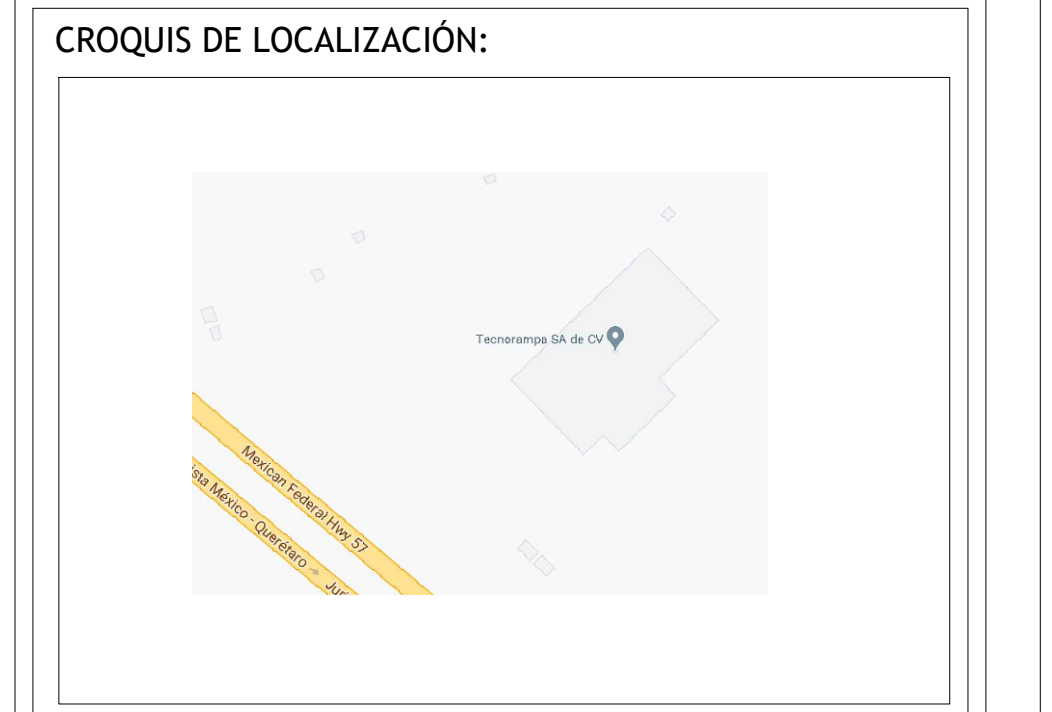 CROQUIS DE LOCALIZACIÓN:
Tecnorampa SA de CV
Mexican Federal Hwy 57
ista México - Querétaro